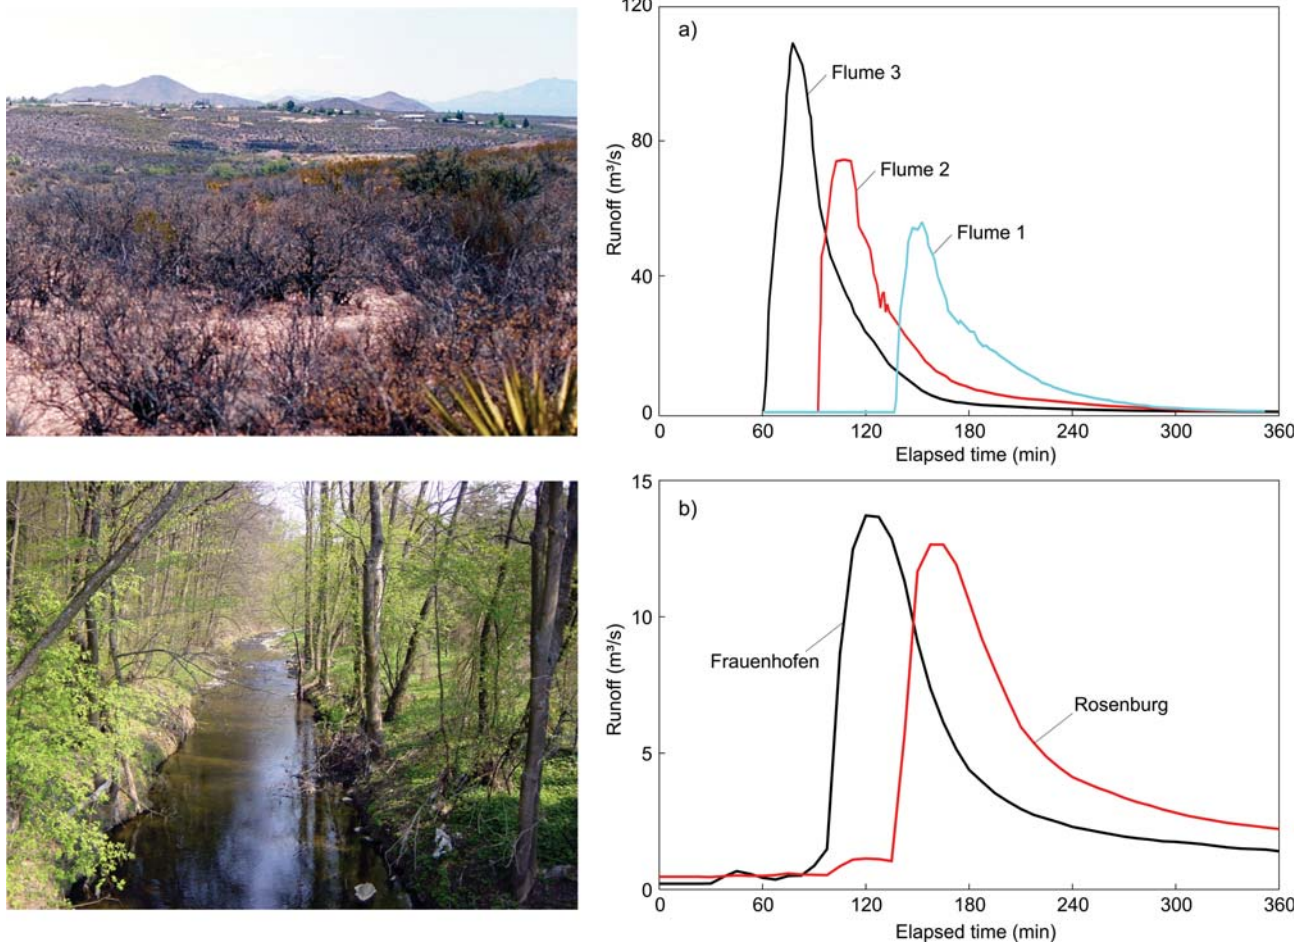 a)
120
80
40
0
Runoff (m³/s)
Flume 3
Flume 2
Flume 1
0 60 120 180 240 300 360
Elapsed time (min)
b)
15
10
5
0
Runoff (m³/s)
Frauenhofen
Rosenburg
0 60 120 180 240 300 360
Elapsed time (min)